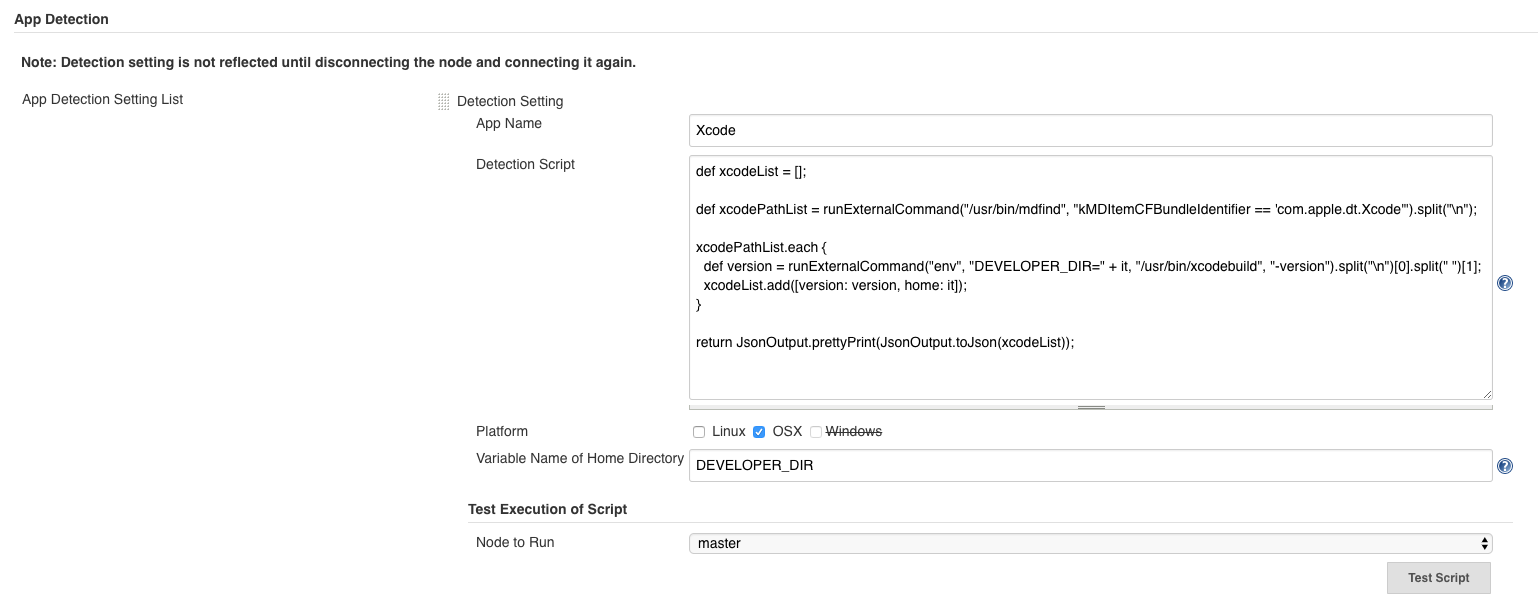 App Detection
Note: Detection setting is not reflected until disconnecting the node and connecting it again.
App Detection Setting List
Detection Setting
App Name
Xcode
Detection Script
def xcodeList = [];
def xcodePathList = runExternalCommand("/usr/bin/mdfind", "kMDItemCFBundleIdentifier == 'com.apple.dt.Xcode'").split("\n");
xcodePathList.each {
def version = runExternalCommand("env", "DEVELOPER_DIR=" + it, "/usr/bin/xcodebuild", "-version").split("\n")[0].split(" ")[1];
xcodeList.add([version: version, home: it]);
}
return JsonOutput.prettyPrint(JsonOutput.toJson(xcodeList));
Platform
Linux OSX Windows
Variable Name of Home Directory
DEVELOPER_DIR
Test Execution of Script
Node to Run
master
Test Script